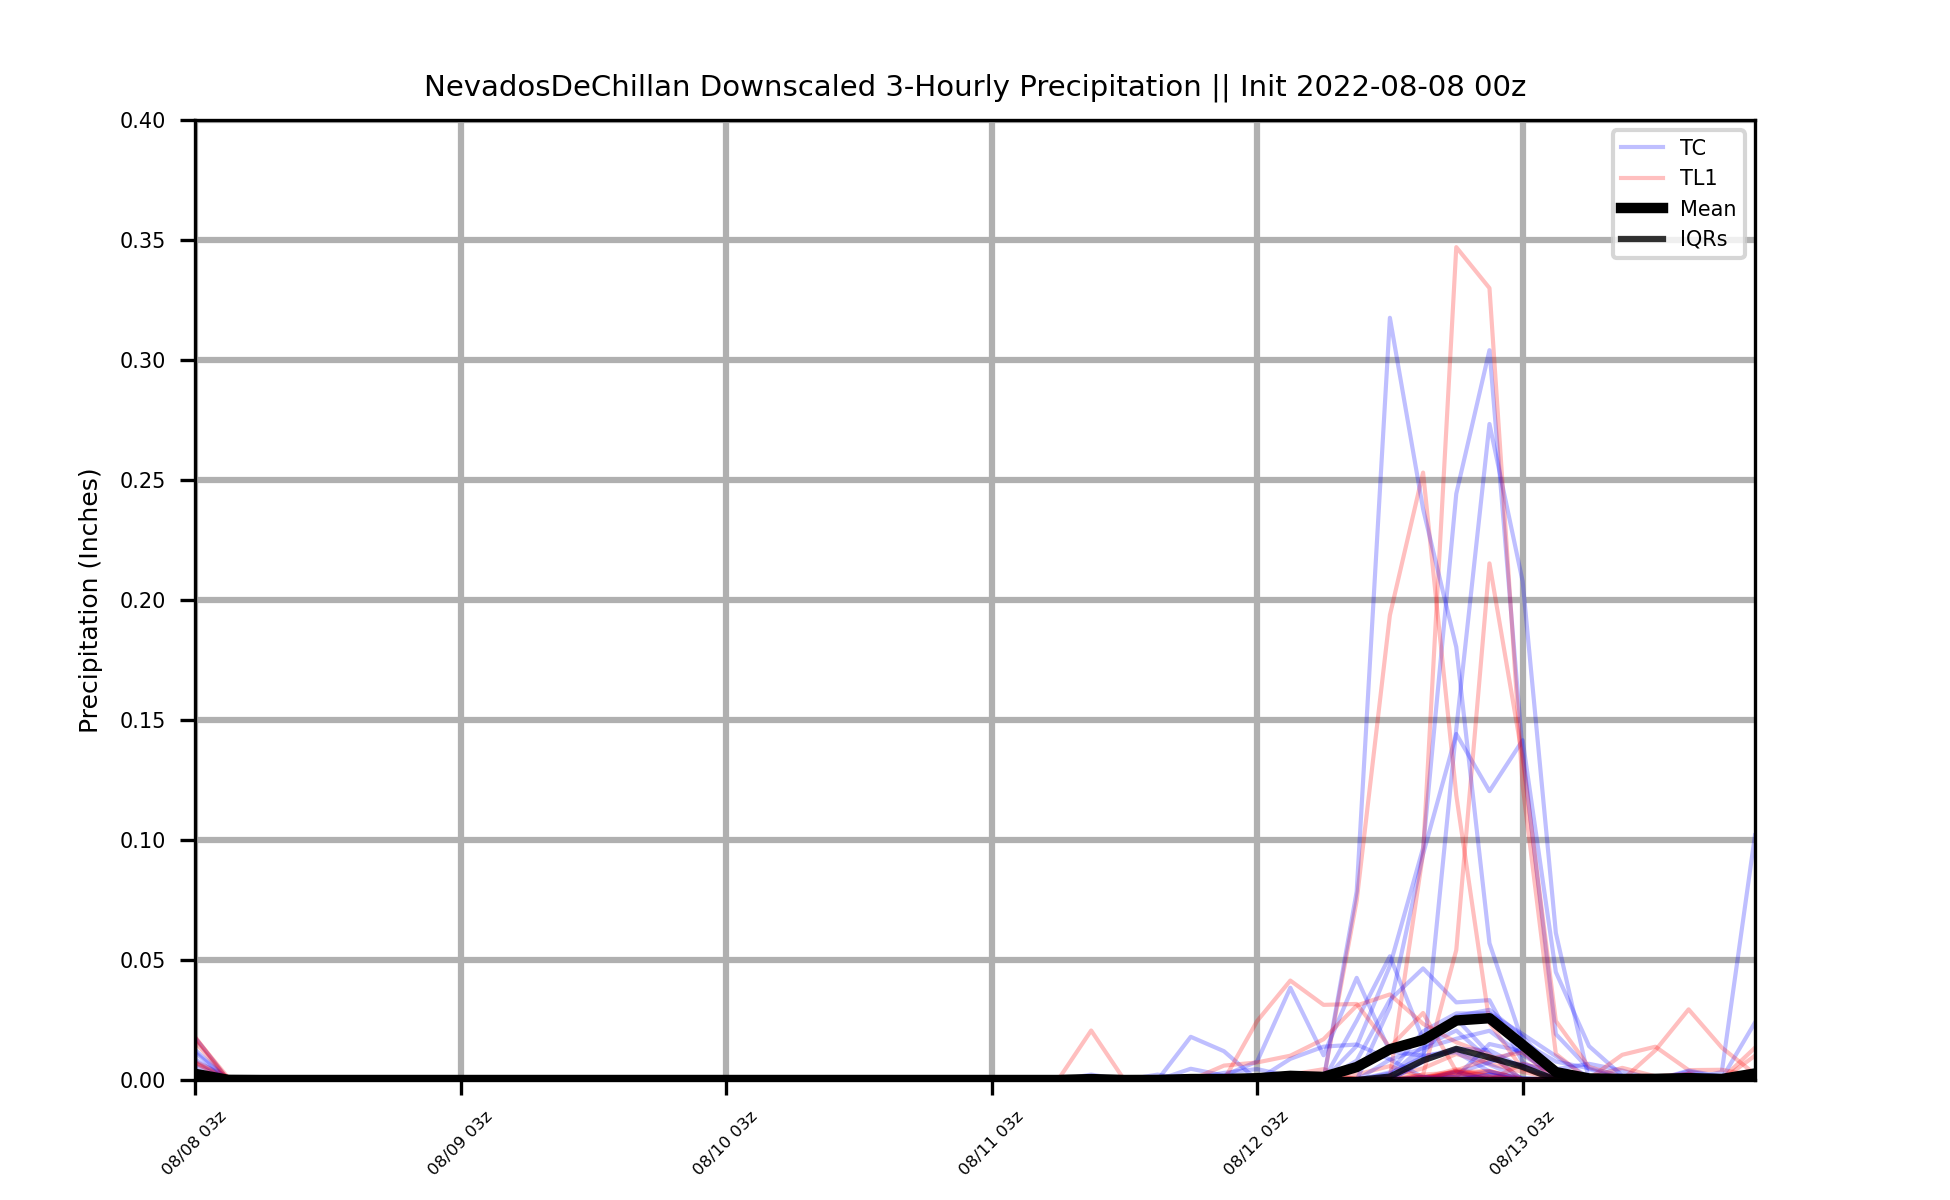 NevadosDeChillan Downscaled 3-Hourly Precipitation || Init 2022-08-08 00z
TC
TL1
Mean
IQRs
Precipitation (Inches)
0.40
0.35
0.30
0.25
0.20
0.15
0.10
0.05
0.00
08/08 03z
08/09 03z
08/10 03z
08/11 03z
08/12 03z
08/13 03z